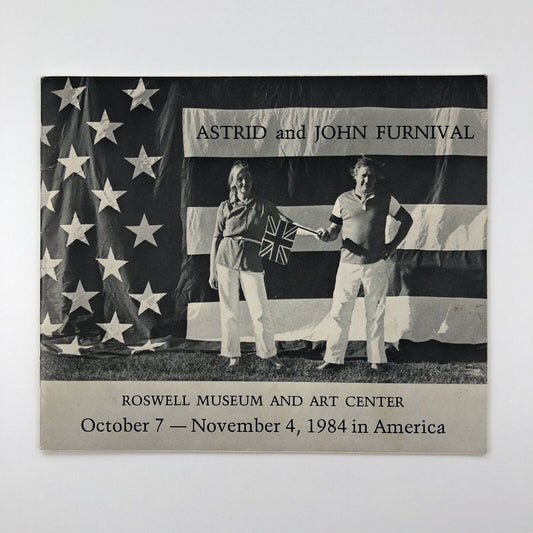 ASTRID and JOHN FURNIVAL
ROSWELL MUSEUM AND ART CENTER
October 7 — November 4, 1984 in America